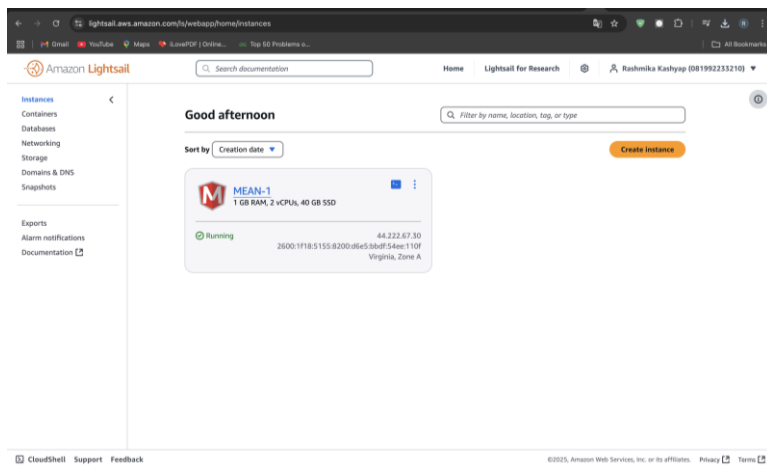 lightsail.aws.amazon.com/ls/webapp/home/instances
Gmail YouTube Maps iLovePDF | Online... Top 50 Problems o... All Bookmarks
Amazon Lightsail Search documentation Home Lightsail for Research Rashmika Kashyap (081992233210)
Instances
Containers
Databases
Networking
Storage
Domains & DNS
Snapshots
Exports
Alarm notifications
Documentation
Good afternoon
Filter by name, location, tag, or type
Sort by Creation date
Create instance
MEAN-1
1 GB RAM, 2 vCPUs, 40 GB SSD
Running
44.222.67.30
2600:1f18:5155:8200:d6e5:bbdf:54ee:110f
Virginia, Zone A
CloudShell Support Feedback
©2025, Amazon Web Services, Inc. or its affiliates. Privacy Terms